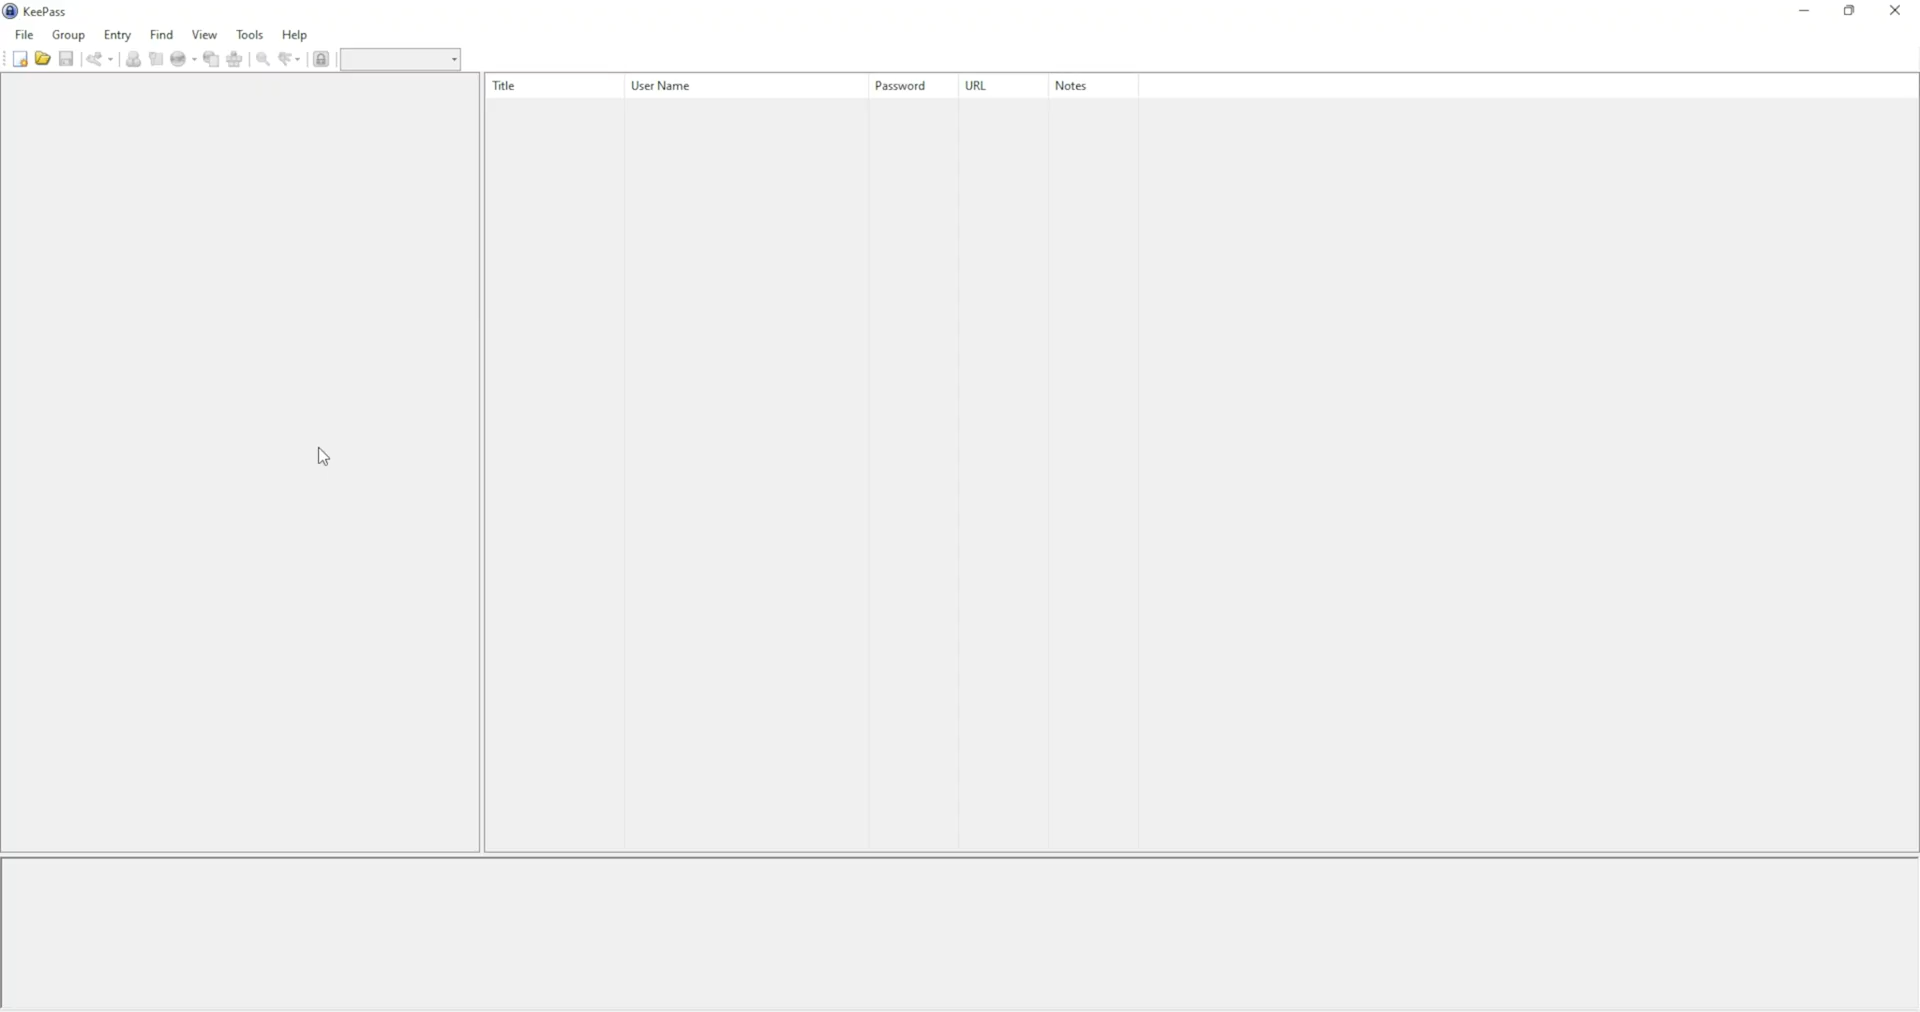 KeePass
File Group Entry Find View Tools Help
Title User Name Password URL Notes